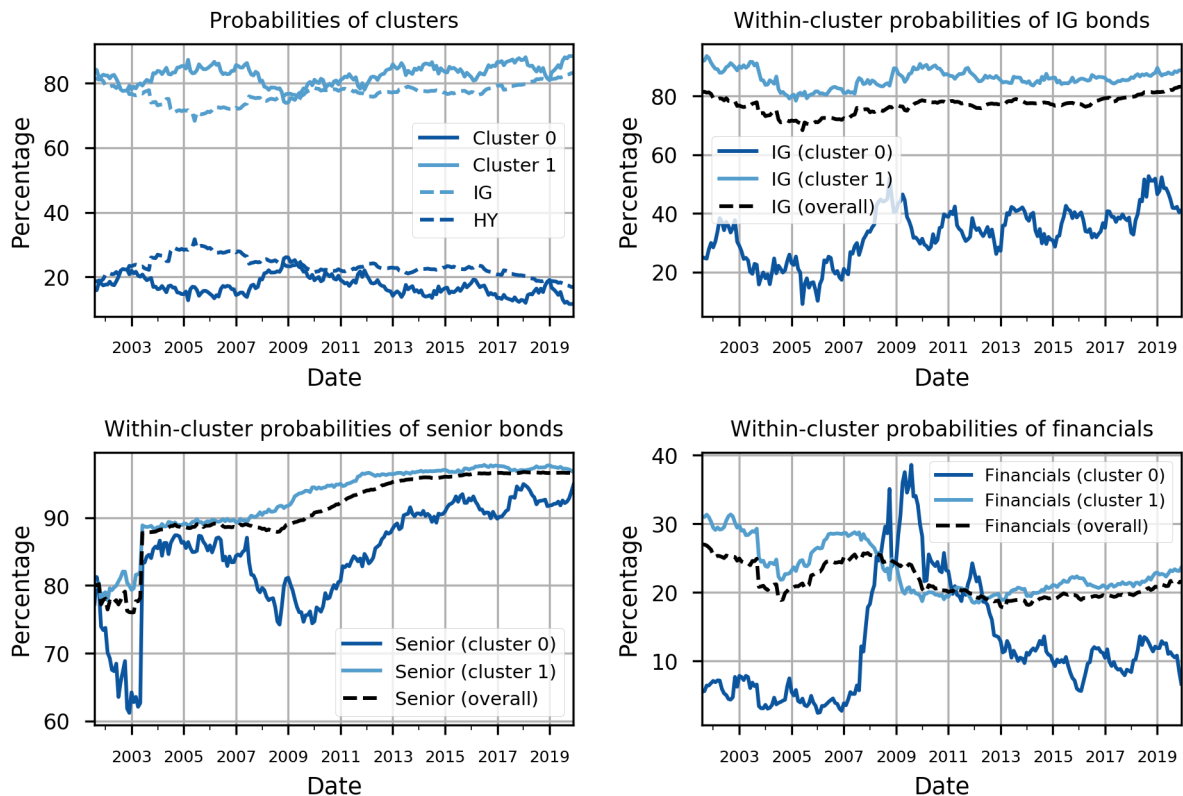 Probabilities of clusters
Percentage
80
60
40
20
Cluster 0
Cluster 1
IG
HY
2003 2005 2007 2009 2011 2013 2015 2017 2019
Date
Within-cluster probabilities of IG bonds
Percentage
80
60
40
20
IG (cluster 0)
IG (cluster 1)
IG (overall)
2003 2005 2007 2009 2011 2013 2015 2017 2019
Date
Within-cluster probabilities of senior bonds
Percentage
90
80
70
60
Senior (cluster 0)
Senior (cluster 1)
Senior (overall)
2003 2005 2007 2009 2011 2013 2015 2017 2019
Date
Within-cluster probabilities of financials
Percentage
40
30
20
10
Financials (cluster 0)
Financials (cluster 1)
Financials (overall)
2003 2005 2007 2009 2011 2013 2015 2017 2019
Date